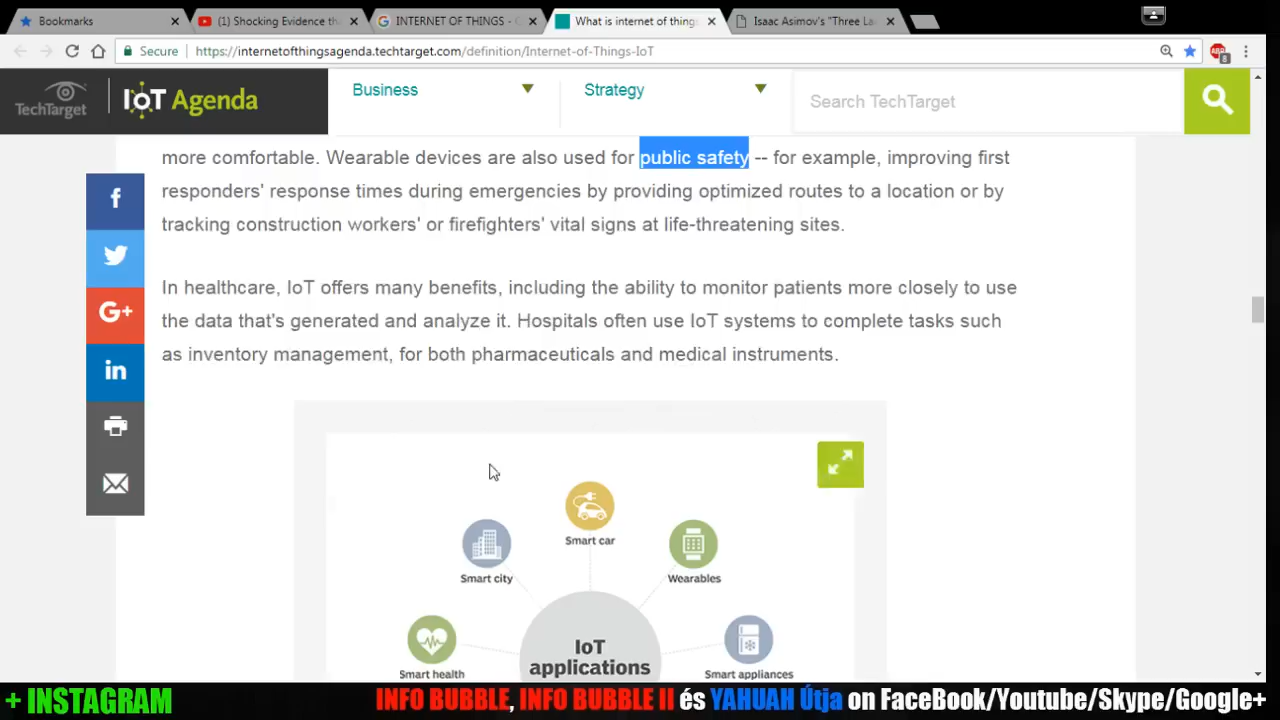 Bookmarks
(1) Shocking Evidence tha
INTERNET OF THINGS - G
What is internet of things
Isaac Asimov's "Three La
Secure
https://internetofthingsagenda.techtarget.com/definition/Internet-of-Things-IoT
ABP
8
TechTarget
IoT Agenda
Business
Strategy
Search TechTarget
more comfortable. Wearable devices are also used for public safety -- for example, improving first
responders' response times during emergencies by providing optimized routes to a location or by
tracking construction workers' or firefighters' vital signs at life-threatening sites.
In healthcare, IoT offers many benefits, including the ability to monitor patients more closely to use
the data that's generated and analyze it. Hospitals often use IoT systems to complete tasks such
as inventory management, for both pharmaceuticals and medical instruments.
f
G+
in
Smart car
Smart city
Wearables
IoT
applications
Smart health
Smart appliances
+ INSTAGRAM
INFO BUBBLE, INFO BUBBLE II és YAHUAH Útja on FaceBook/Youtube/Skype/Google+